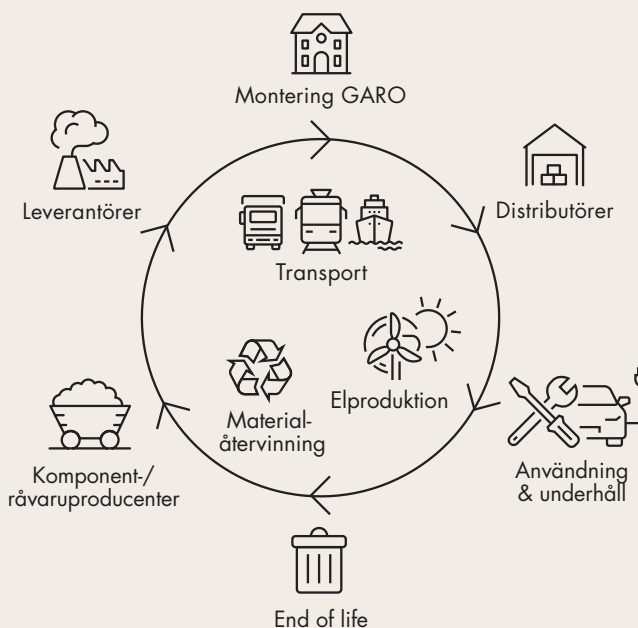 Montering GARO
Leverantörer
Distributörer
Transport
Elproduktion
Material-
återvinning
Komponent-/
råvaruproducenter
Användning
& underhåll
End of life